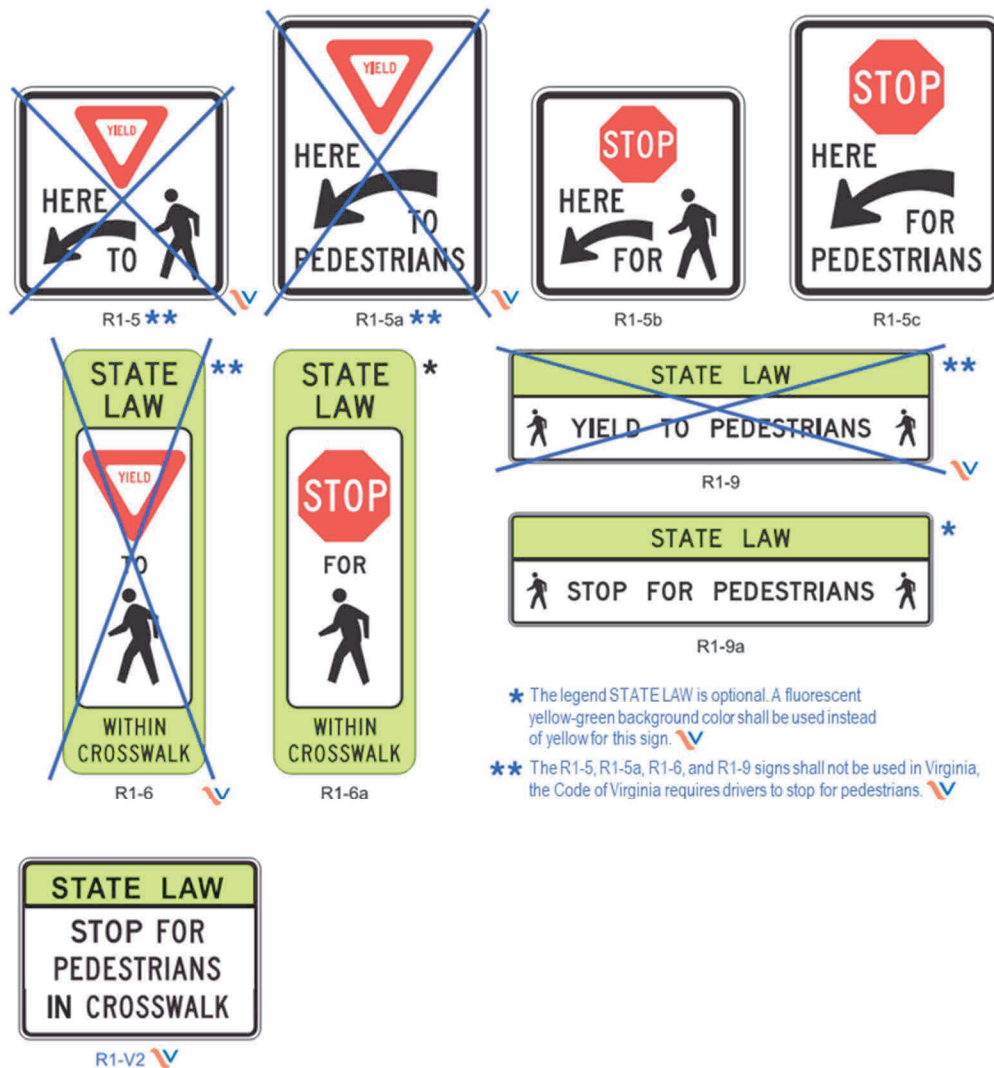 YIELD
HERE
TO
R1-5 **
YIELD
HERE
TO
PEDESTRIANS
R1-5a **
STOP
HERE
FOR
R1-5b
STOP
HERE
FOR
PEDESTRIANS
R1-5c
STATE
LAW
**
YIELD
TO
WITHIN
CROSSWALK
R1-6
STATE
LAW
*
STOP
FOR
WITHIN
CROSSWALK
R1-6a
STATE LAW
**
YIELD TO PEDESTRIANS
R1-9
STATE LAW
*
STOP FOR PEDESTRIANS
R1-9a
* The legend STATE LAW is optional. A fluorescent
yellow-green background color shall be used instead
of yellow for this sign.
** The R1-5, R1-5a, R1-6, and R1-9 signs shall not be used in Virginia,
the Code of Virginia requires drivers to stop for pedestrians.
STATE LAW
STOP FOR
PEDESTRIANS
IN CROSSWALK
R1-V2